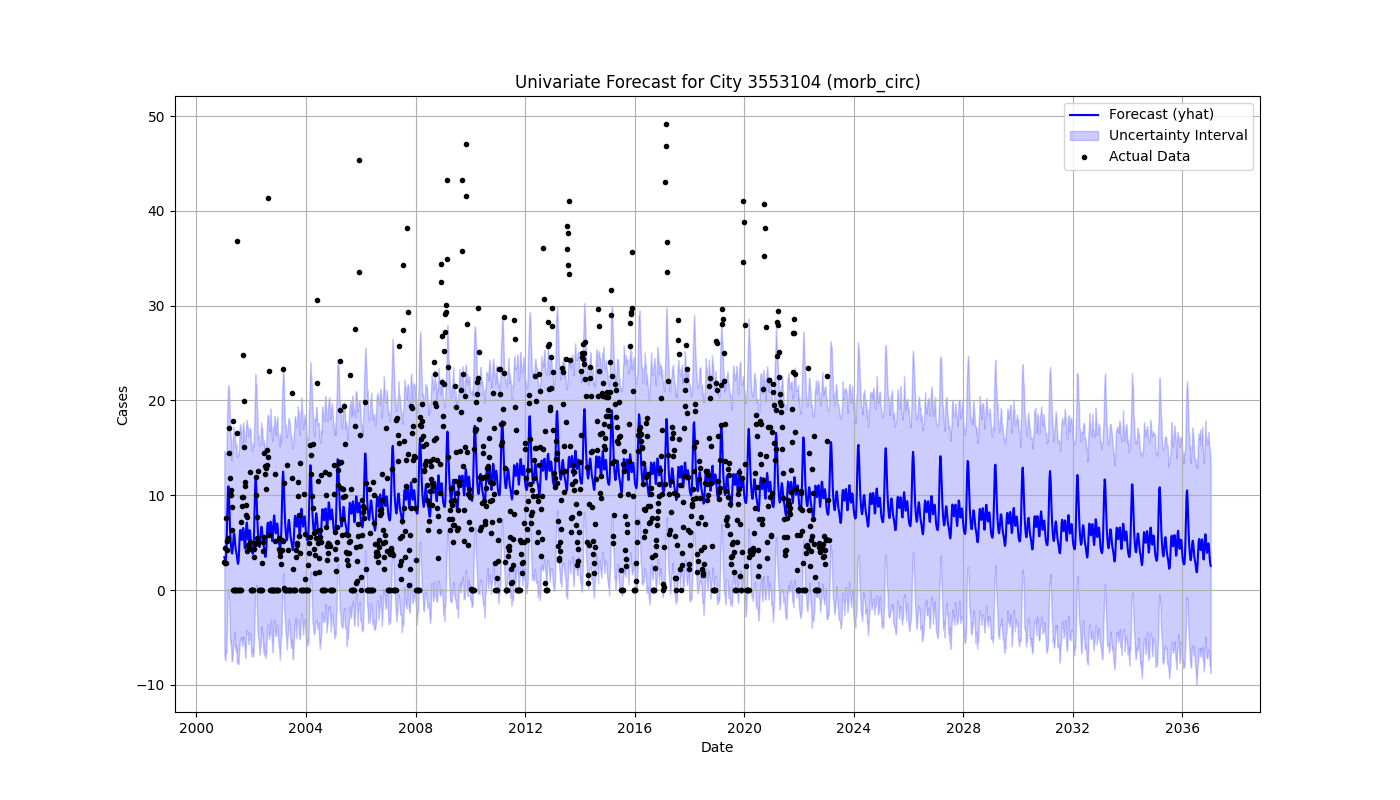 Univariate Forecast for City 3553104 (morb_circ)
Forecast (yhat)
Uncertainty Interval
Actual Data
Cases
50
40
30
20
10
0
−10
2000 2004 2008 2012 2016 2020 2024 2028 2032 2036
Date